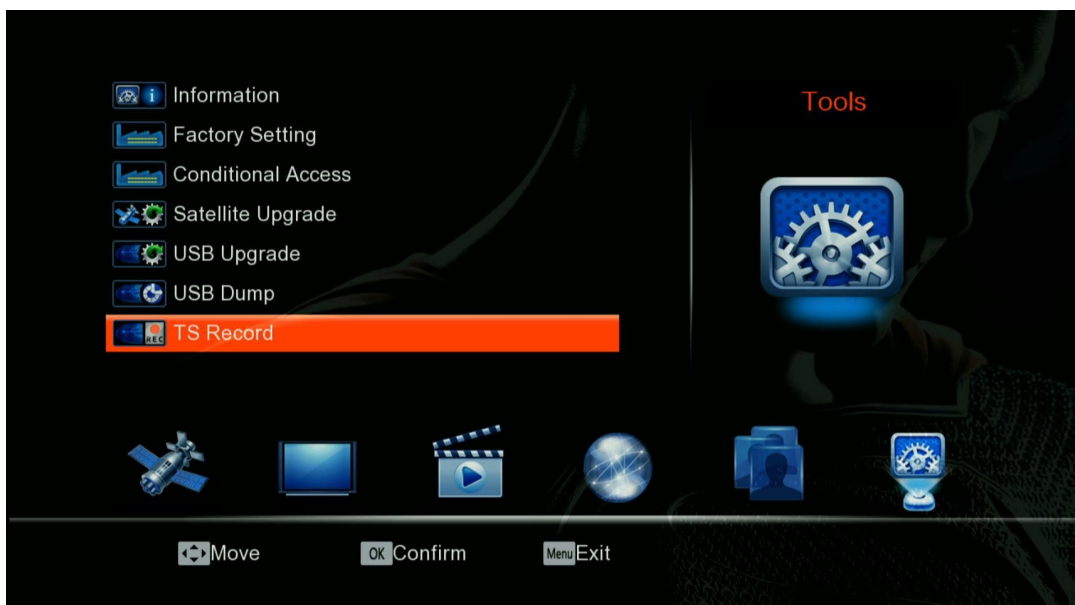 Tools
Information
Factory Setting
Conditional Access
Satellite Upgrade
USB Upgrade
USB Dump
REC TS Record
Move OK Confirm Menu Exit